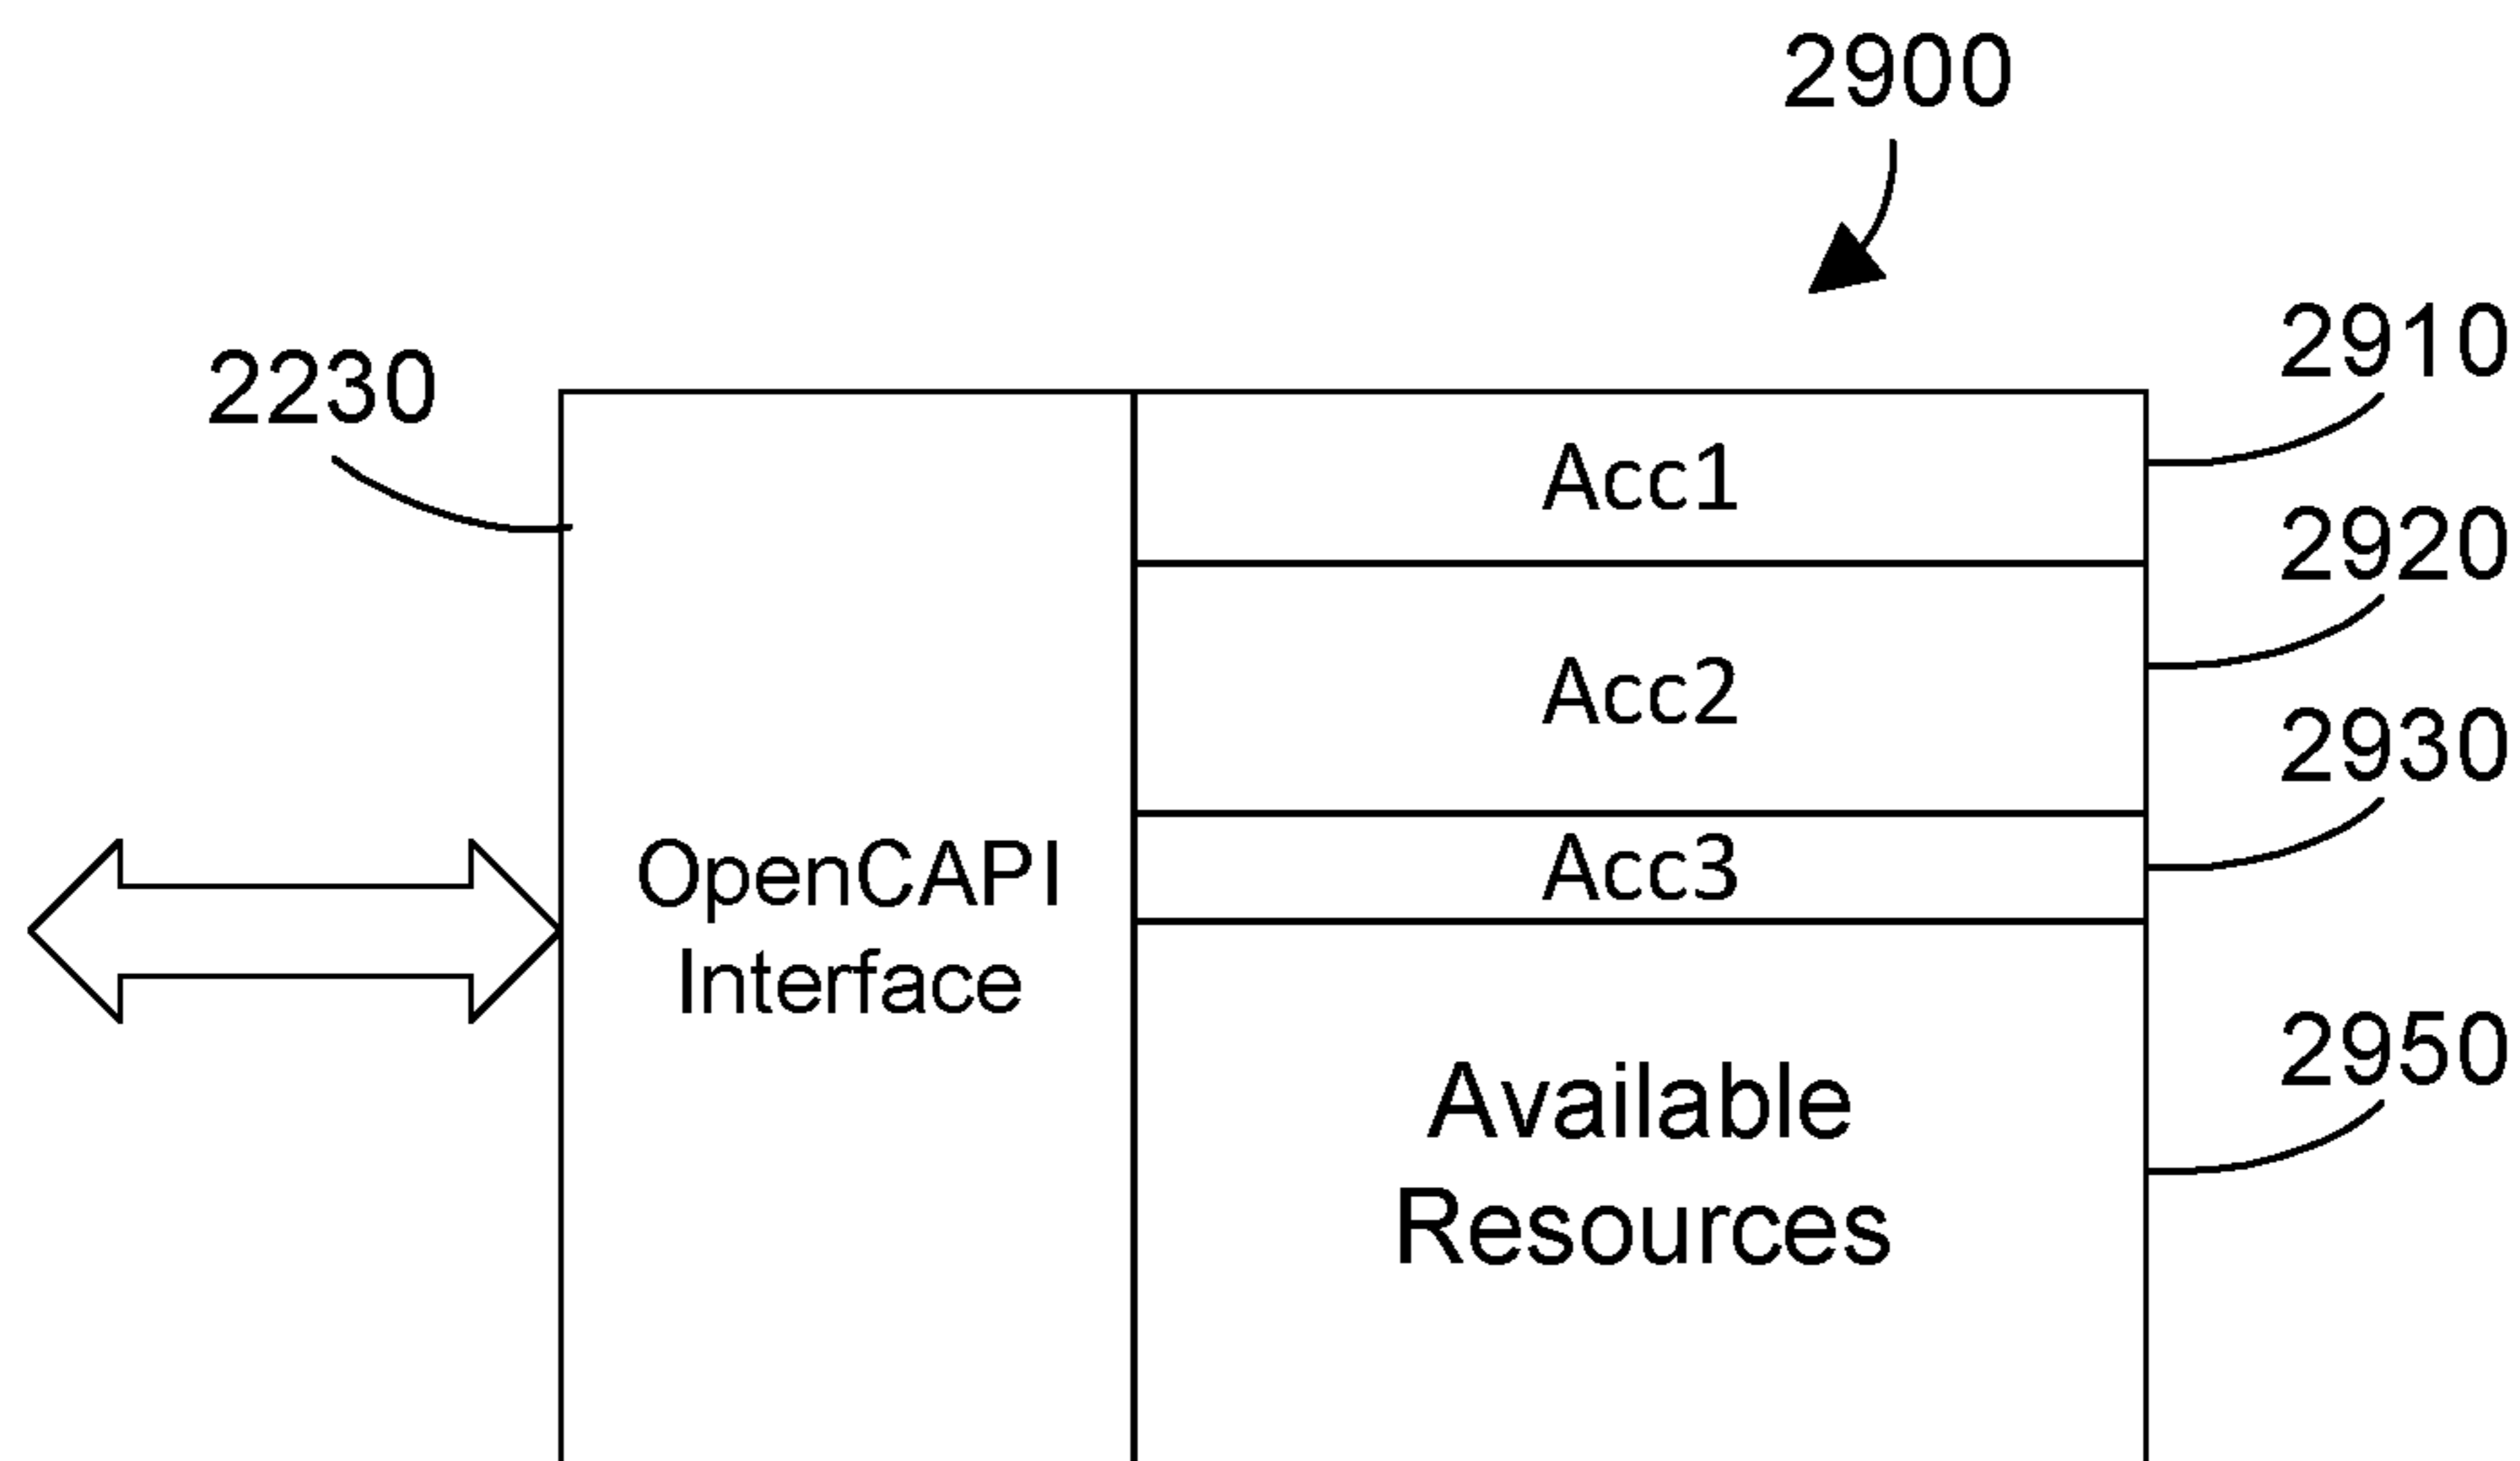 2900
2910
2230
Acc1
2920
Acc2
2930
Acc3
OpenCAPI
Interface
2950
Available
Resources